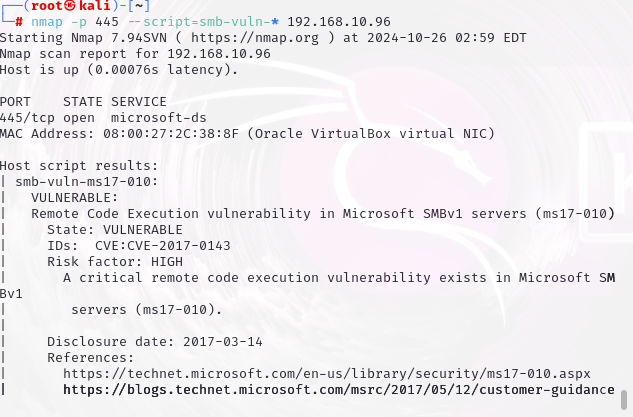 ┌──(root㉿kali)-[~]
└─# nmap -p 445 --script=smb-vuln-* 192.168.10.96
Starting Nmap 7.94SVN ( https://nmap.org ) at 2024-10-26 02:59 EDT
Nmap scan report for 192.168.10.96
Host is up (0.00076s latency).

PORT    STATE SERVICE
445/tcp open  microsoft-ds
MAC Address: 08:00:27:2C:38:8F (Oracle VirtualBox virtual NIC)

Host script results:
| smb-vuln-ms17-010:
|   VULNERABLE:
|   Remote Code Execution vulnerability in Microsoft SMBv1 servers (ms17-010)
|     State: VULNERABLE
|     IDs:  CVE:CVE-2017-0143
|     Risk factor: HIGH
|       A critical remote code execution vulnerability exists in Microsoft SM
Bv1
|        servers (ms17-010).
|
|     Disclosure date: 2017-03-14
|     References:
|       https://technet.microsoft.com/en-us/library/security/ms17-010.aspx
|       https://blogs.technet.microsoft.com/msrc/2017/05/12/customer-guidance